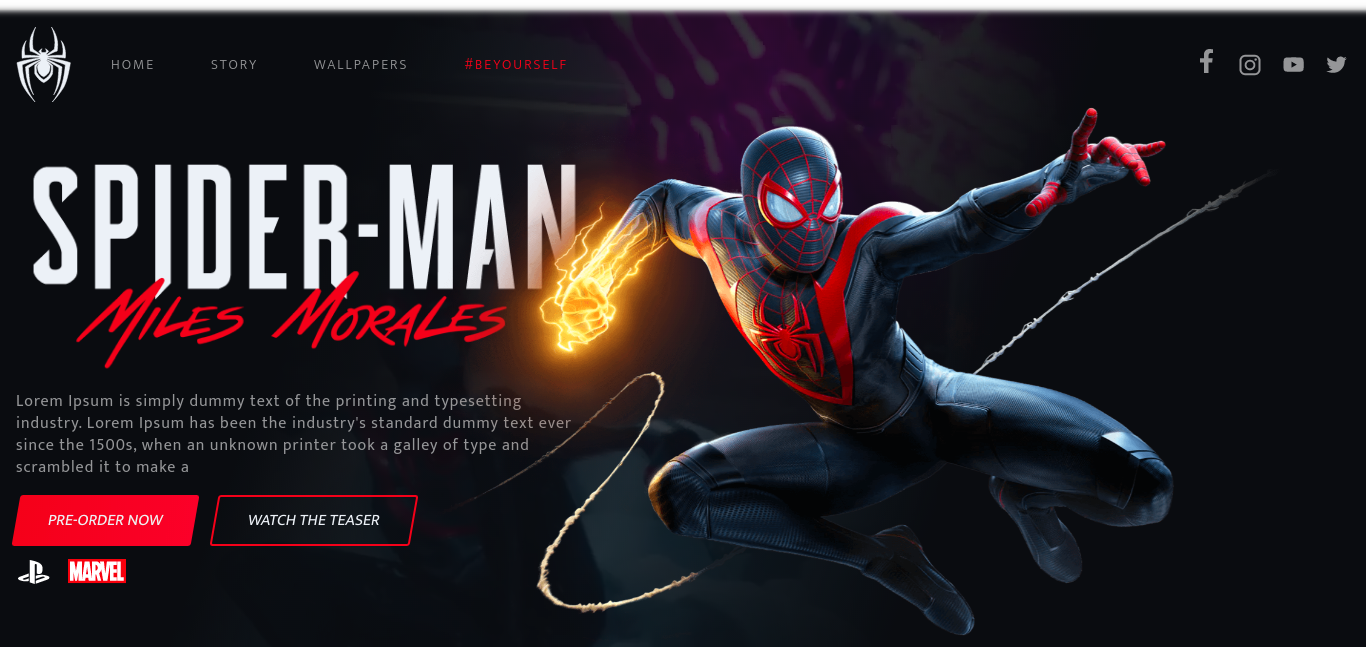 HOME
STORY
WALLPAPERS
#BEYOURSELF
SPIDER-MAN
MILES MORALES
Lorem Ipsum is simply dummy text of the printing and typesetting
industry. Lorem Ipsum has been the industry's standard dummy text ever
since the 1500s, when an unknown printer took a galley of type and
scrambled it to make a
PRE-ORDER NOW
WATCH THE TEASER
MARVEL